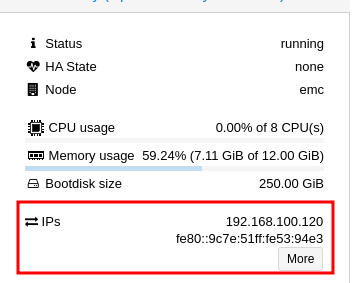 Status running
HA State none
Node emc
CPU usage 0.00% of 8 CPU(s)
Memory usage 59.24% (7.11 GiB of 12.00 GiB)
Bootdisk size 250.00 GiB
IPs 192.168.100.120
fe80::9c7e:51ff:fe53:94e3
More